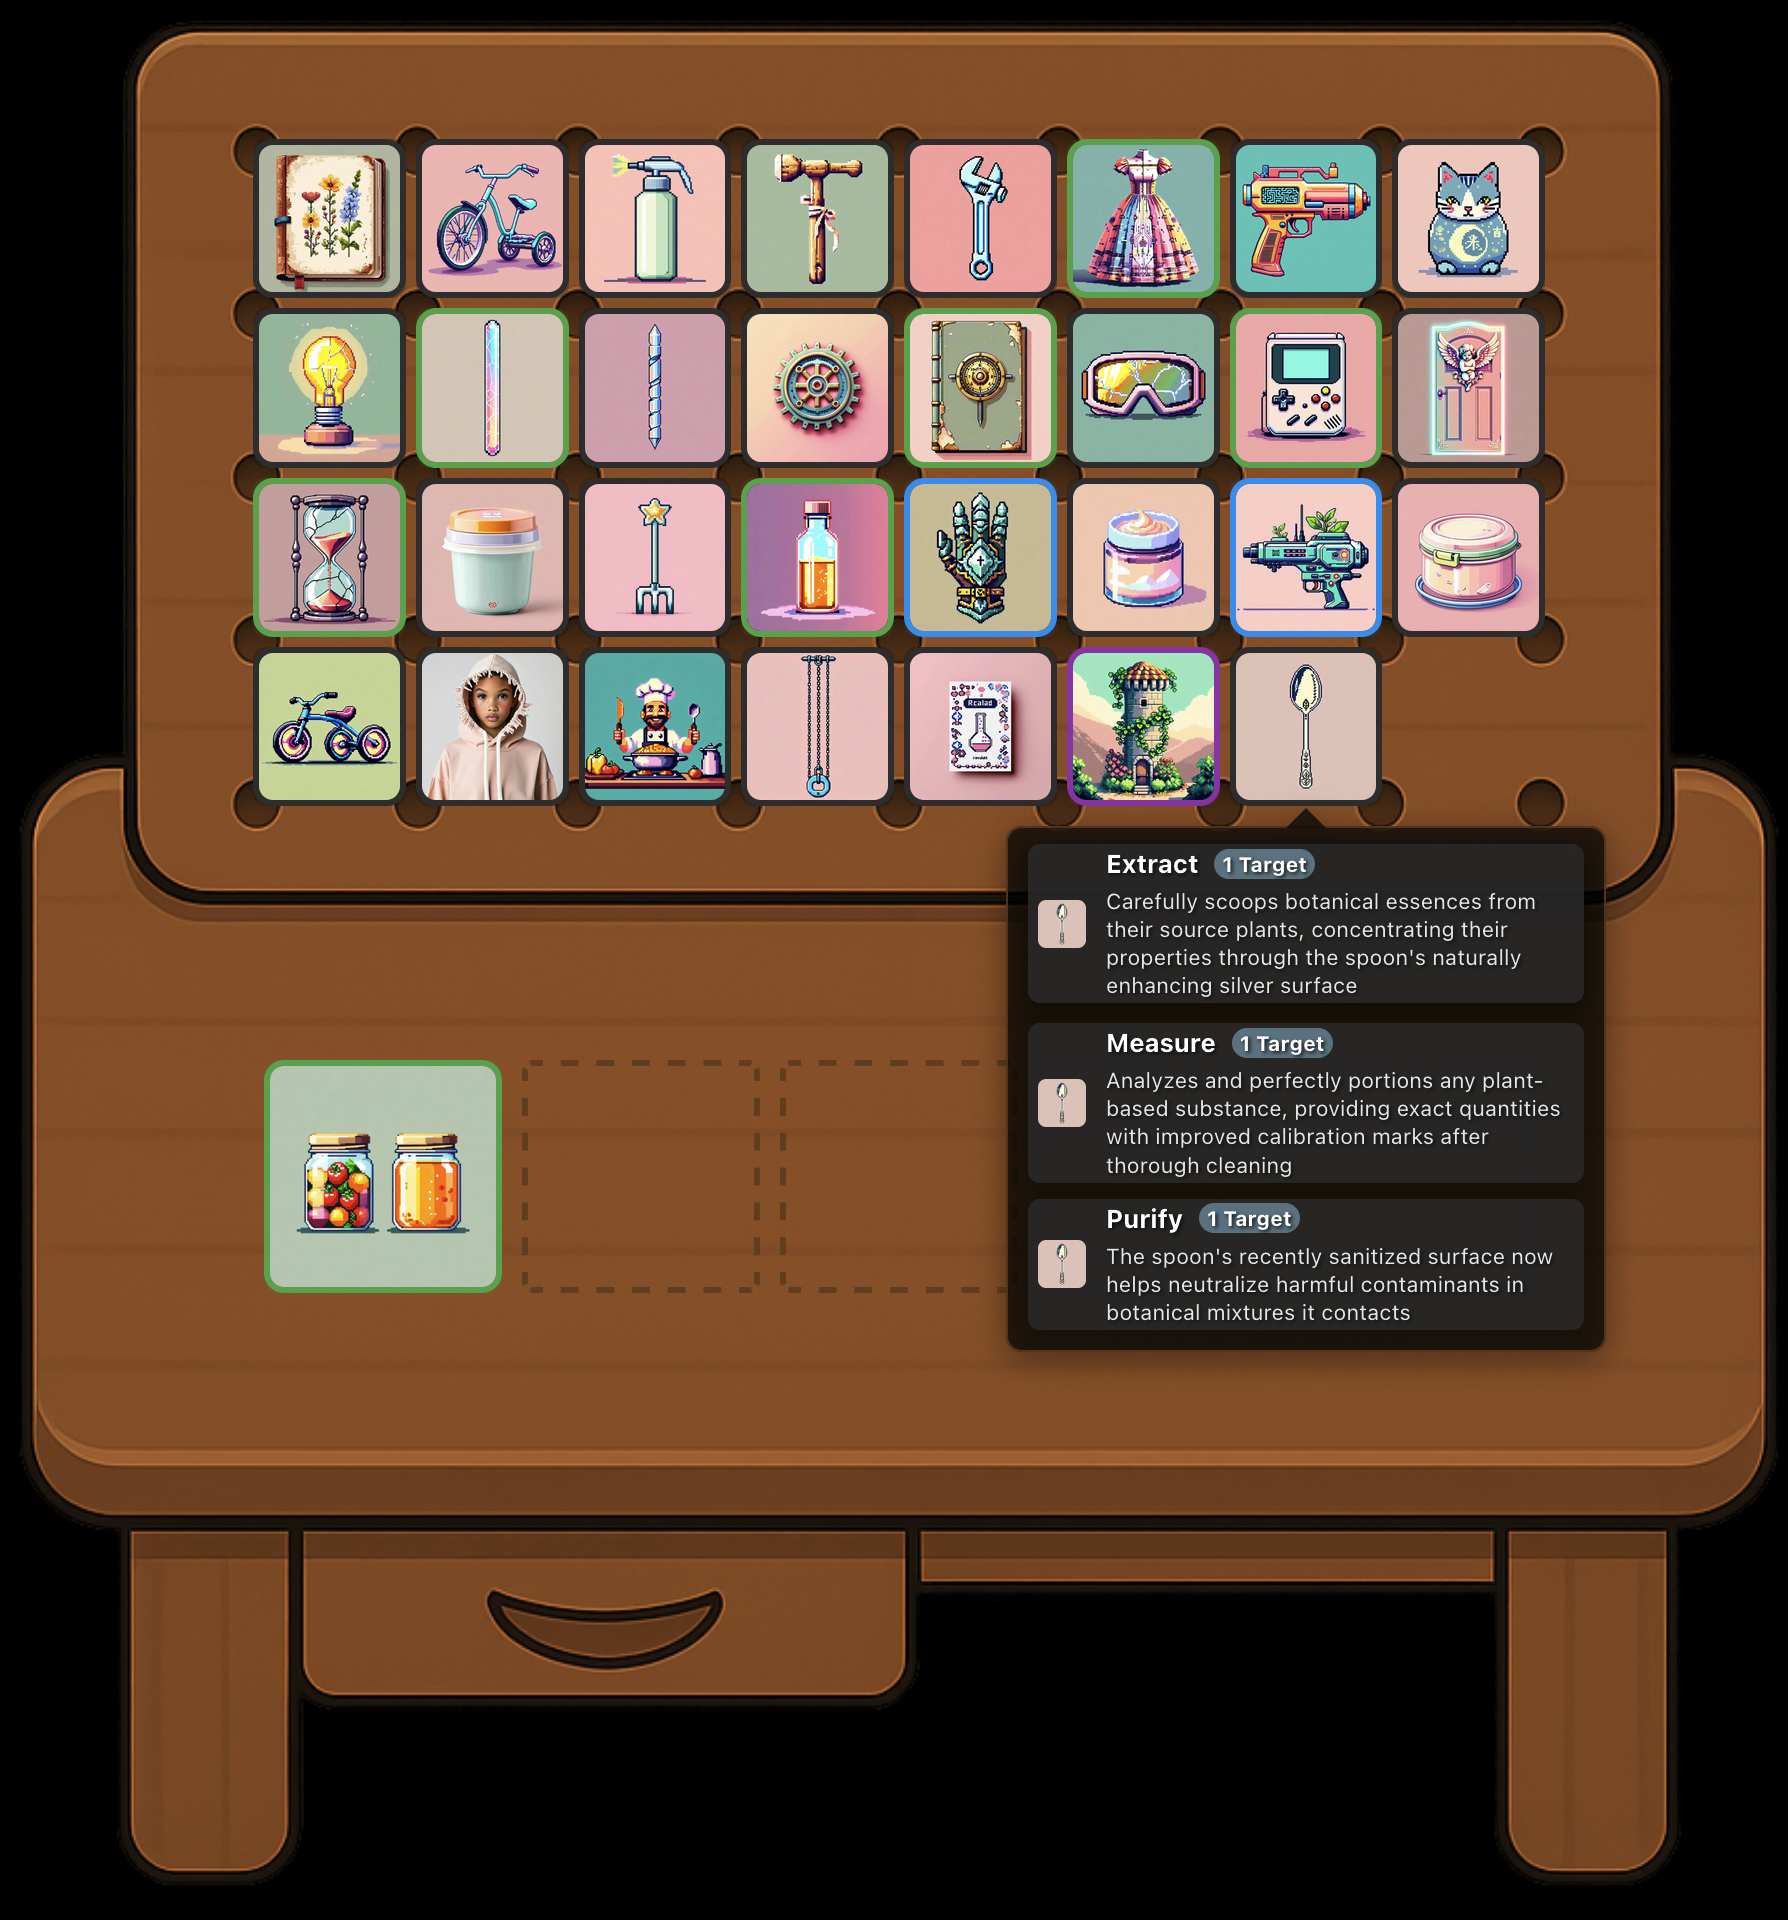 Rcalad
Extract 1 Target
Carefully scoops botanical essences from
their source plants, concentrating their
properties through the spoon's naturally
enhancing silver surface
Measure 1 Target
Analyzes and perfectly portions any plant-
based substance, providing exact quantities
with improved calibration marks after
thorough cleaning
Purify 1 Target
The spoon's recently sanitized surface now
helps neutralize harmful contaminants in
botanical mixtures it contacts